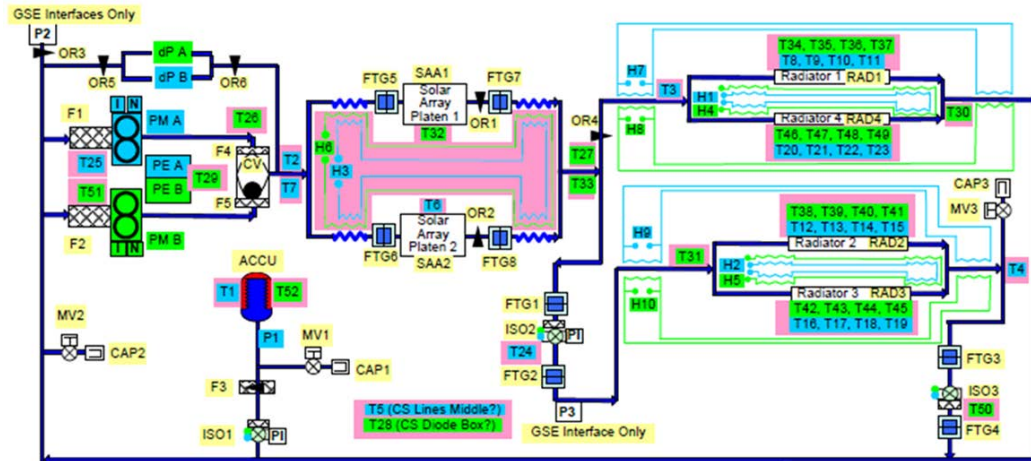 GSE Interfaces Only
P2
OR3
dP A
dP B
OR5
OR6
F1
I N
PM A
T25
T26
F4
CV
PE A
PE B
T29
T51
F5
F2
I N
PM B
T2
T7
FTG5
SAA1
FTG7
Solar
Array
Platen 1
OR1
T32
H6
H3
T6
Solar
Array
Platen 2
OR2
FTG6
SAA2
FTG8
T27
T33
OR4
H7
H8
T3
T34, T35, T36, T37
T8, T9, T10, T11
Radiator 1 RAD1
H1
H4
Radiator 4 RAD4
T46, T47, T48, T49
T20, T21, T22, T23
T30
CAP3
MV3
H9
H10
T31
T38, T39, T40, T41
T12, T13, T14, T15
Radiator 2 RAD2
H2
H5
Radiator 3 RAD3
T42, T43, T44, T45
T16, T17, T18, T19
T4
ACCU
T1
T52
P1
MV2
CAP2
MV1
CAP1
F3
ISO1
PI
FTG1
ISO2
PI
T24
FTG2
P3
GSE Interface Only
T5 (CS Lines Middle?)
T28 (CS Diode Box?)
FTG3
ISO3
T50
FTG4